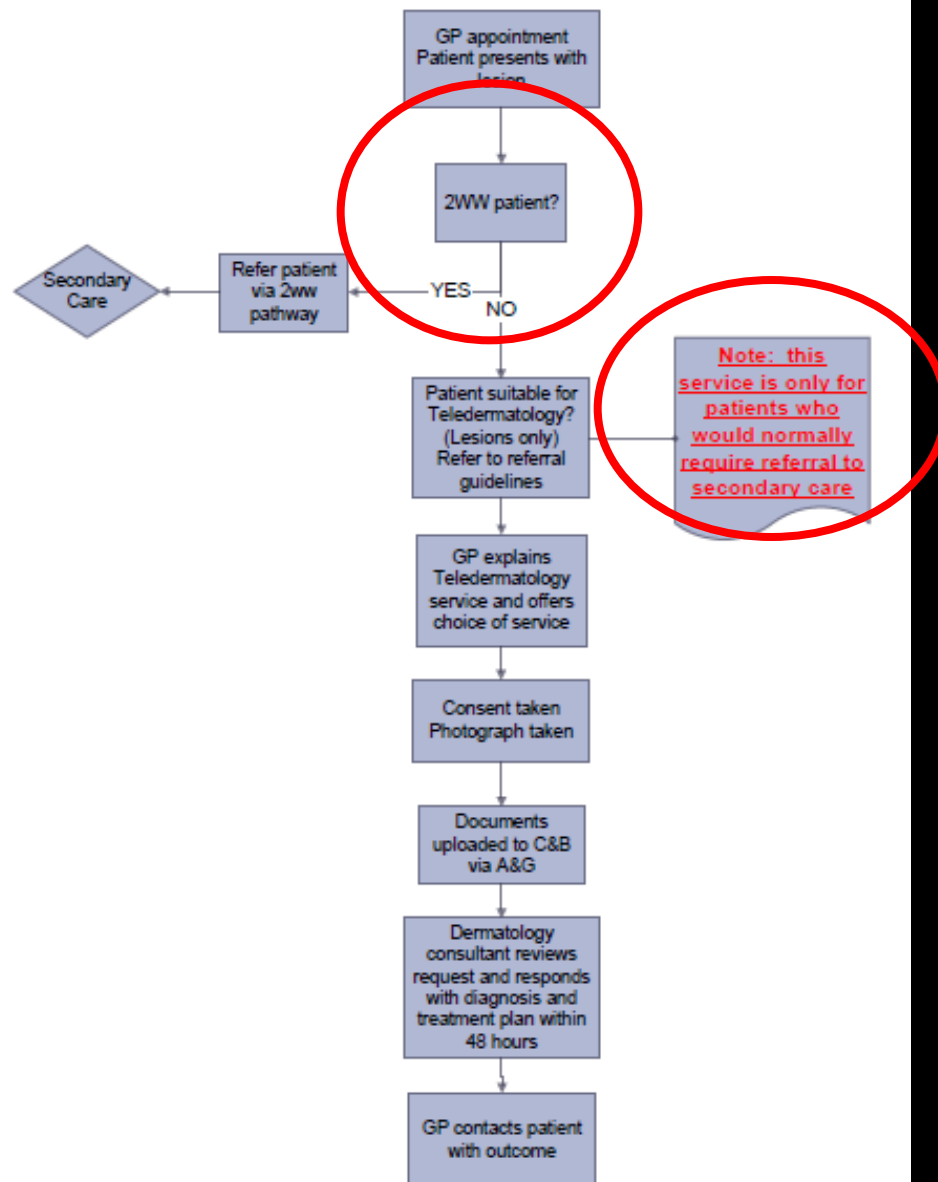 GP appointment
Patient presents with
lesion
2WW patient?
YES
NO
Refer patient
via 2ww
pathway
Secondary
Care
Patient suitable for
Teledermatology?
(Lesions only)
Refer to referral
guidelines
Note: this
service is only for
patients who
would normally
require referral to
secondary care
GP explains
Teledermatology
service and offers
choice of service
Consent taken
Photograph taken
Documents
uploaded to C&B
via A&G
Dermatology
consultant reviews
request and responds
with diagnosis and
treatment plan within
48 hours
GP contacts patient
with outcome